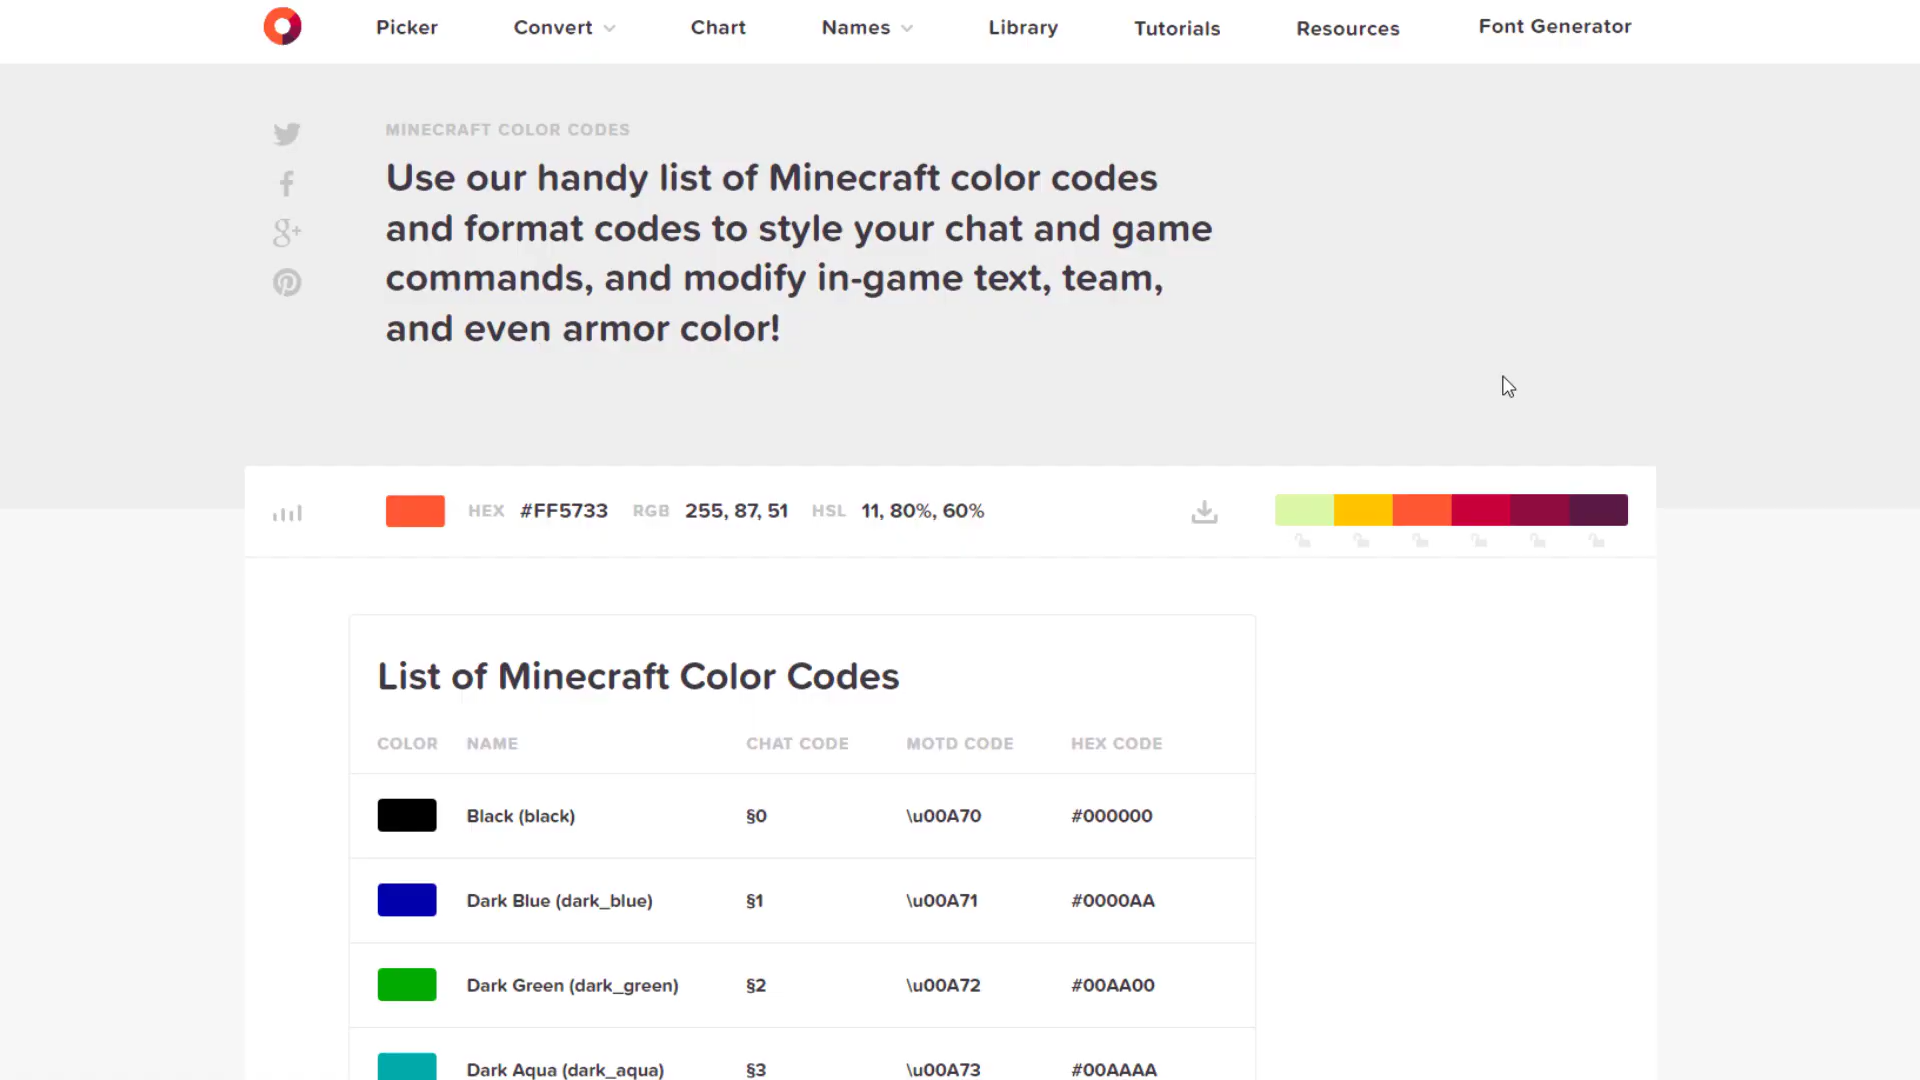 Picker Convert Chart Names Library Tutorials Resources Font Generator
MINECRAFT COLOR CODES
Use our handy list of Minecraft color codes
and format codes to style your chat and game
commands, and modify in-game text, team,
and even armor color!
HEX #FF5733 RGB 255, 87, 51 HSL 11, 80%, 60%
List of Minecraft Color Codes
COLOR NAME CHAT CODE MOTD CODE HEX CODE
Black (black) §0 \u00A70 #000000
Dark Blue (dark_blue) §1 \u00A71 #0000AA
Dark Green (dark_green) §2 \u00A72 #00AA00
Dark Aqua (dark_aqua) §3 \u00A73 #00AAAA